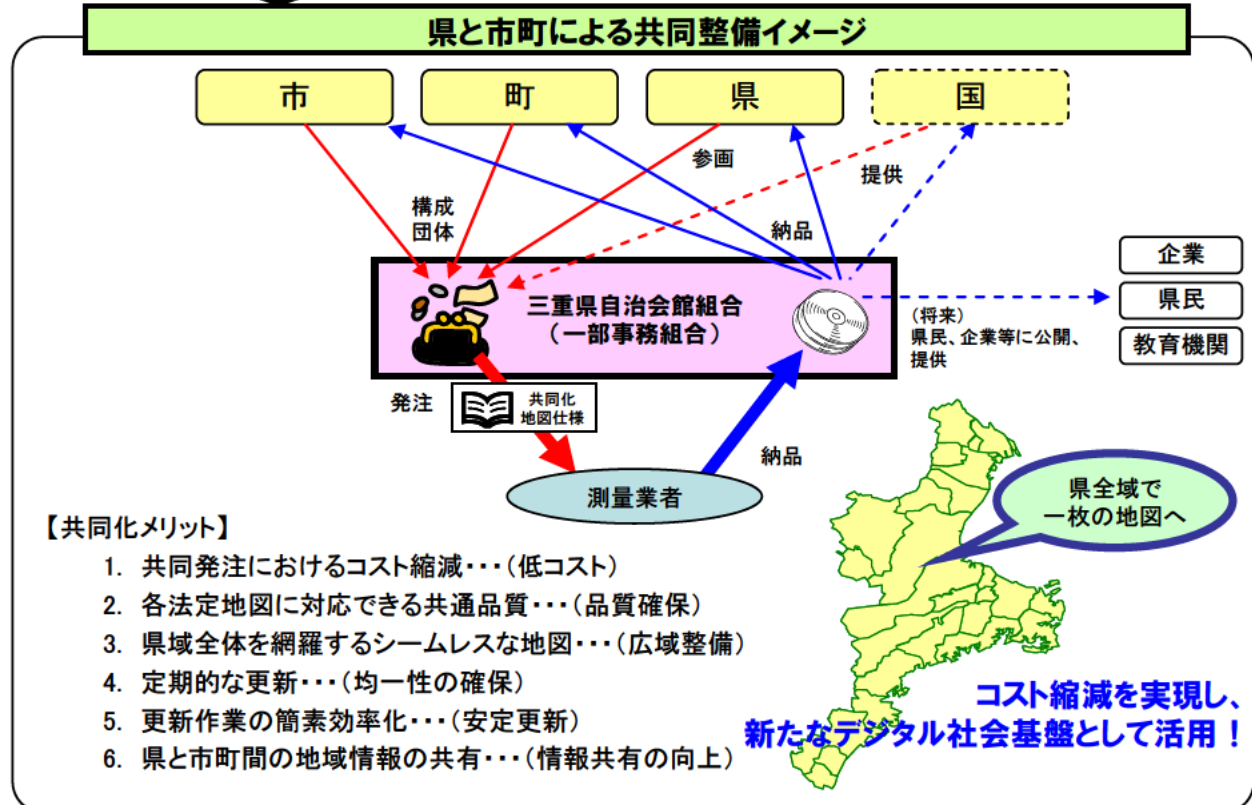 県と市町による共同整備イメージ
市
町
県
国
参画
提供
構成
団体
納品
三重県自治会館組合
（一部事務組合）
企業
県民
教育機関
（将来）
県民、企業等に公開、
提供
発注
共同化
地図仕様
納品
測量業者
県全域で
一枚の地図へ
【共同化メリット】
1. 共同発注におけるコスト縮減・・・（低コスト）
2. 各法定地図に対応できる共通品質・・・（品質確保）
3. 県域全体を網羅するシームレスな地図・・・（広域整備）
4. 定期的な更新・・・（均一性の確保）
5. 更新作業の簡素効率化・・・（安定更新）
6. 県と市町間の地域情報の共有・・・（情報共有の向上）
コスト縮減を実現し、
新たなデジタル社会基盤として活用！